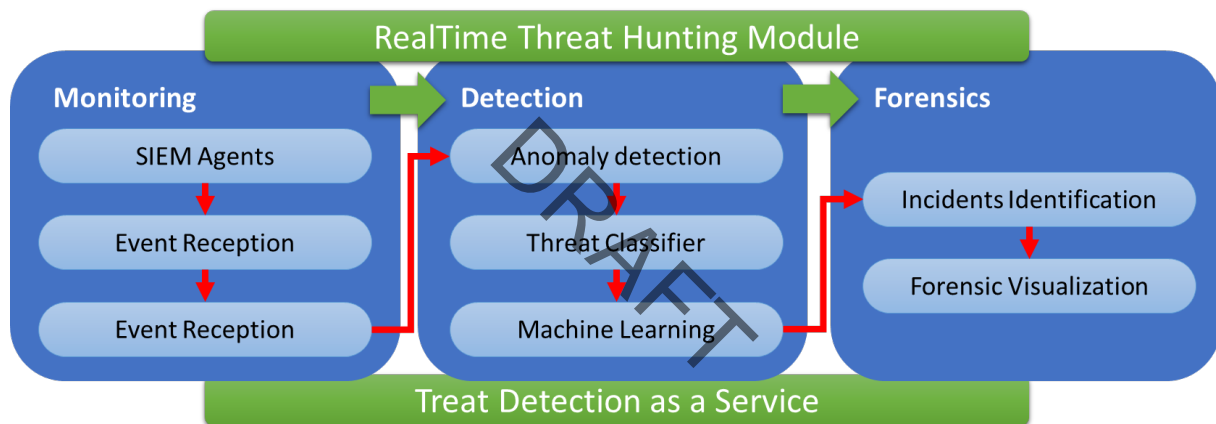 RealTime Threat Hunting Module
Monitoring
SIEM Agents
Event Reception
Event Reception
Detection
Anomaly detection
Threat Classifier
Machine Learning
Forensics
Incidents Identification
Forensic Visualization
DRAFT
Treat Detection as a Service